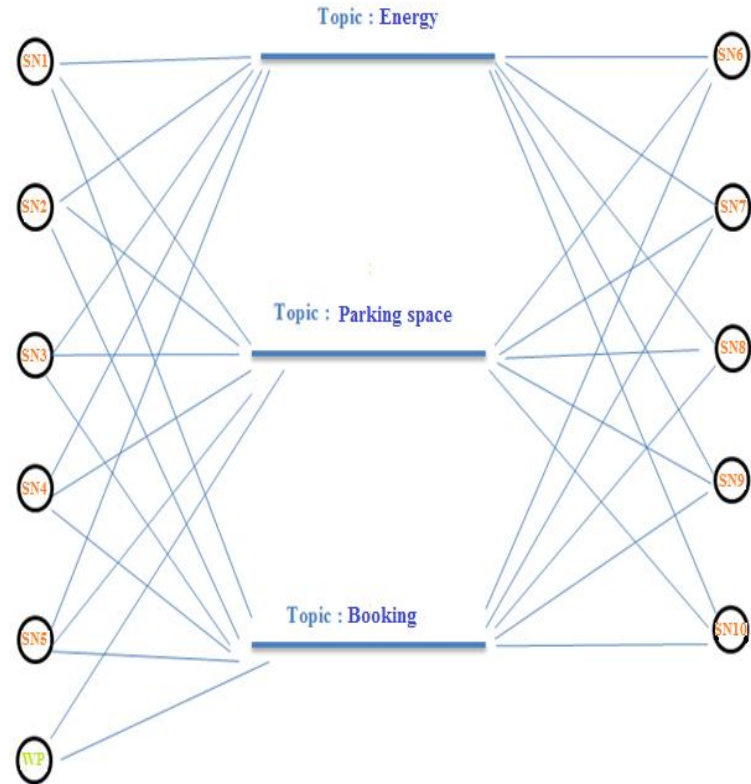 Topic : Energy
SN1
SN6
SN2
SN7
Topic : Parking space
SN3
SN8
SN4
SN9
Topic : Booking
SN5
SN10
WP